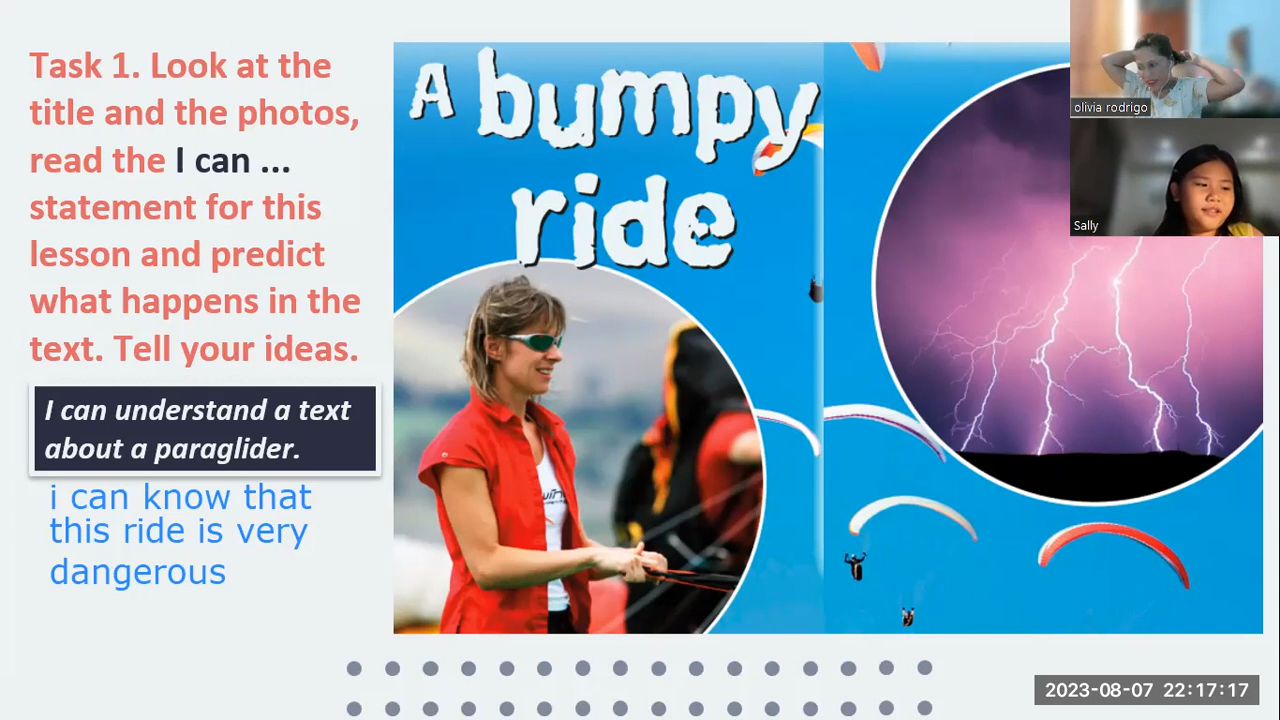 Task 1. Look at the
title and the photos,
read the I can ...
statement for this
lesson and predict
what happens in the
text. Tell your ideas.
I can understand a text
about a paraglider.
i can know that
this ride is very
dangerous
A bumpy
ride
olivia rodrigo
Sally
2023-08-07 22:17:17